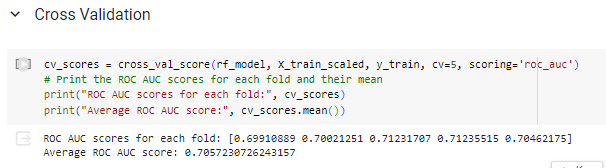 Cross Validation
cv_scores = cross_val_score(rf_model, X_train_scaled, y_train, cv=5, scoring='roc_auc')
# Print the ROC AUC scores for each fold and their mean
print("ROC AUC scores for each fold:", cv_scores)
print("Average ROC AUC score:", cv_scores.mean())
ROC AUC scores for each fold: [0.69910889 0.70021251 0.71231707 0.71235515 0.70462175]
Average ROC AUC score: 0.7057230726243157